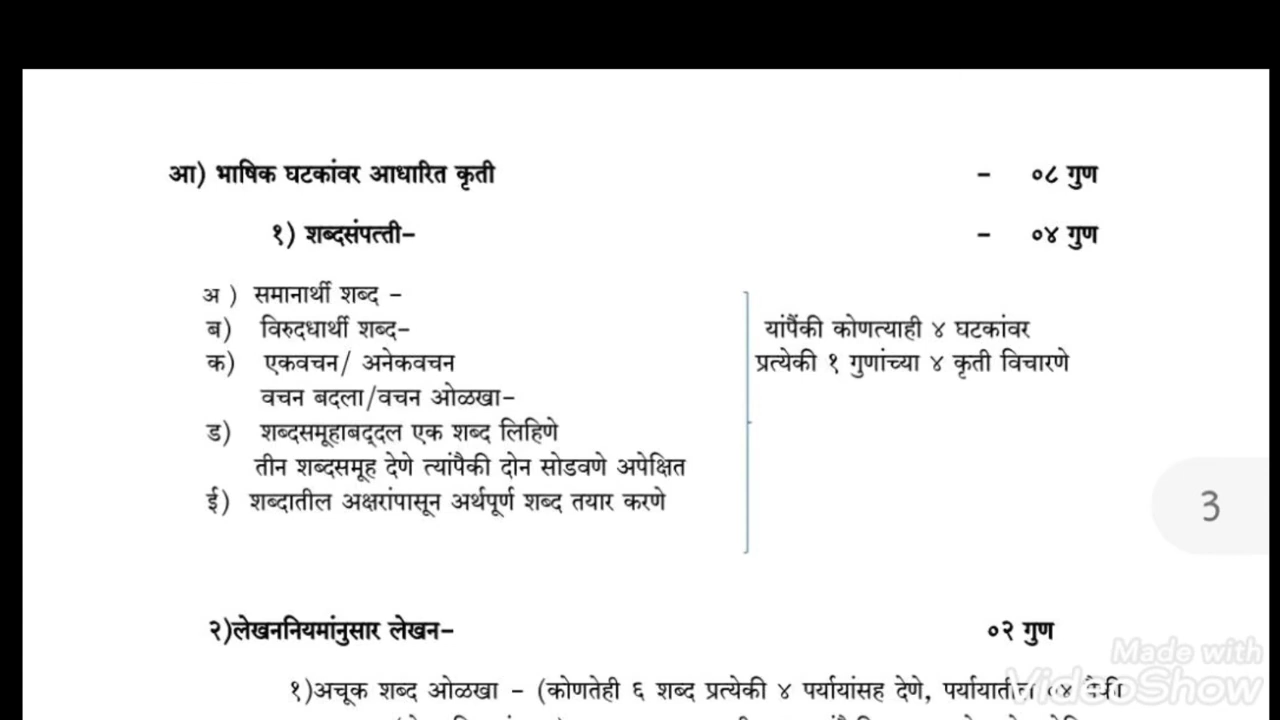 आ) भाषिक घटकांवर आधारित कृती - ०८ गुण
१) शब्दसंपत्ती- - ०४ गुण
अ ) समानार्थी शब्द -
ब) विरुदधार्थी शब्द-
यांपैंकी कोणत्याही ४ घटकांवर
क) एकवचन/ अनेकवचन
प्रत्येकी १ गुणांच्या ४ कृती विचारणे
वचन बदला/वचन ओळखा-
ड) शब्दसमूहाबद्दल एक शब्द लिहिणे
तीन शब्दसमूह देणे त्यांपैकी दोन सोडवणे अपेक्षित
ई) शब्दातील अक्षरांपासून अर्थपूर्ण शब्द तयार करणे
3
२)लेखननियमांनुसार लेखन- ०२ गुण
१)अचूक शब्द ओळखा - (कोणतेही ६ शब्द प्रत्येकी ४ पर्यायांसह देणे,
Made with
VideoShow